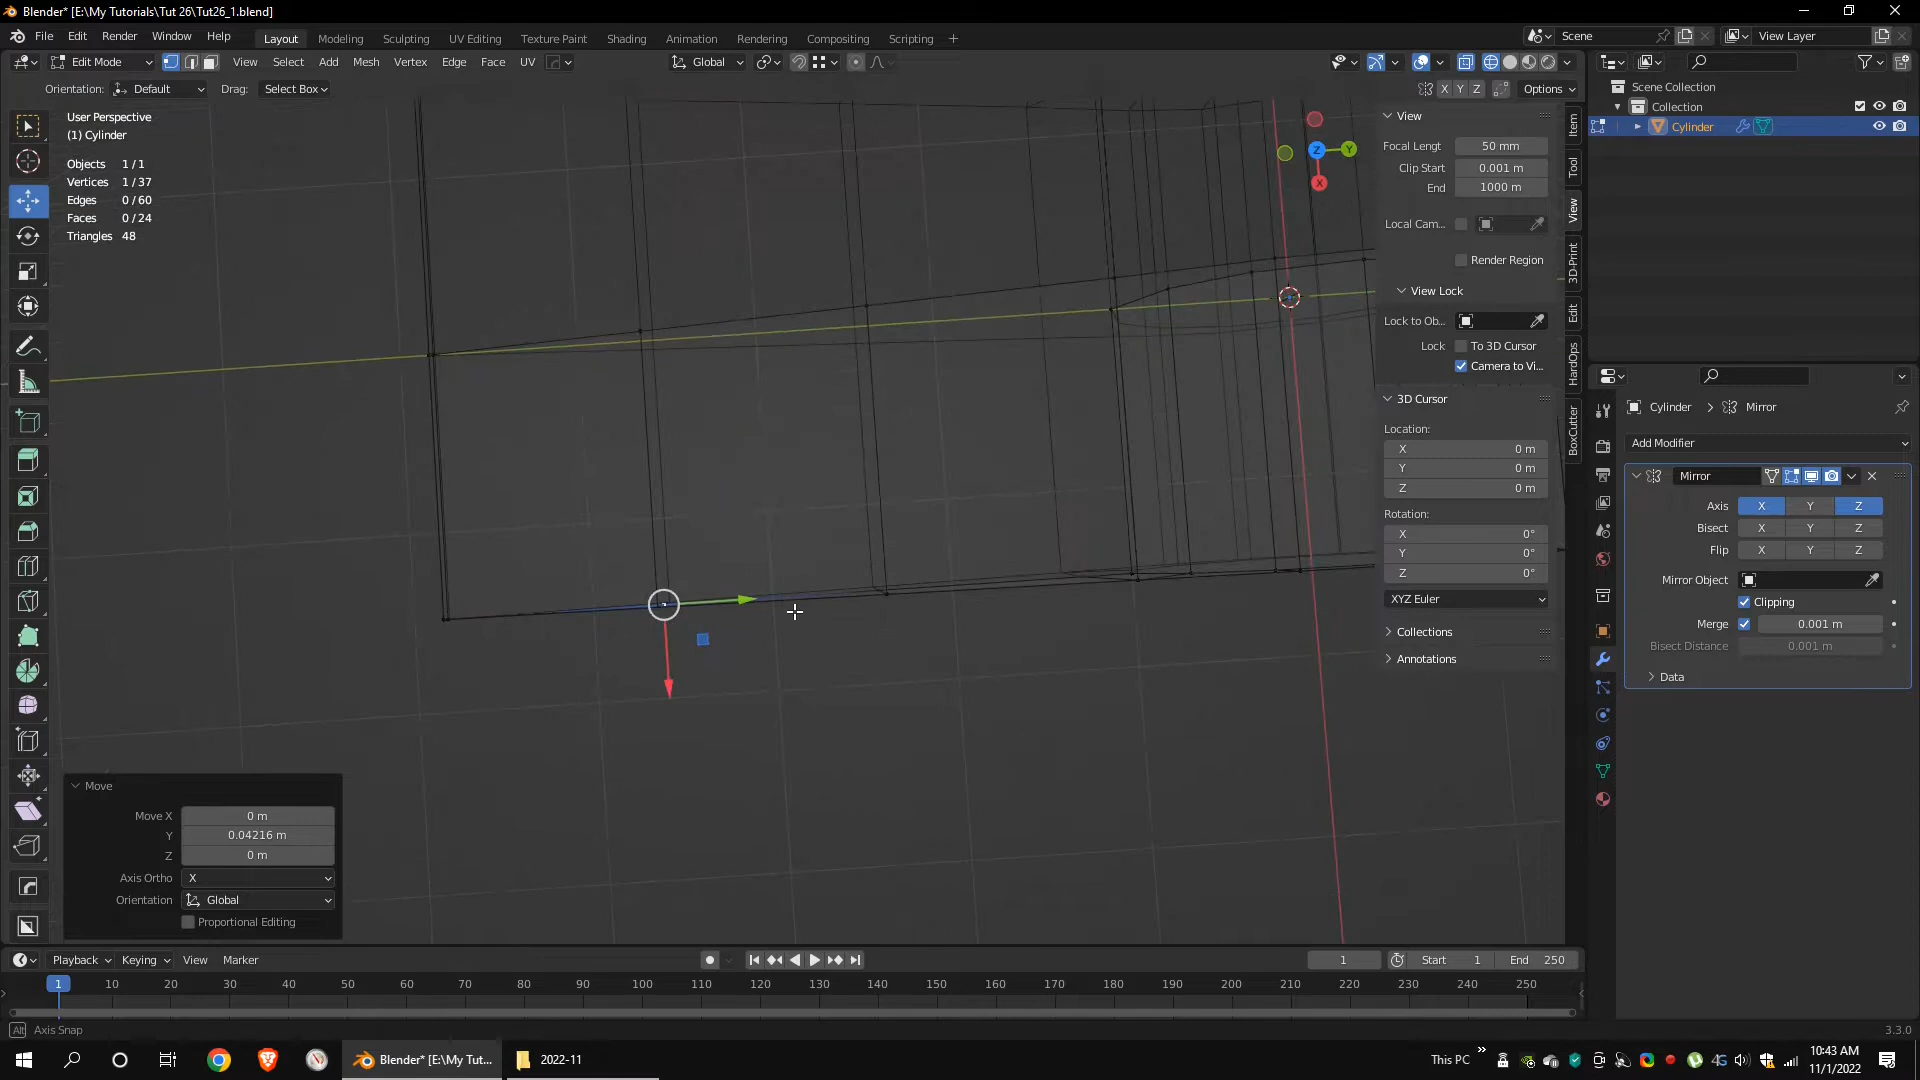 Blender* [E:\My Tutorials\Tut 26\Tut26_1.blend]
File Edit Render Window Help Layout Modeling Sculpting UV Editing Texture Paint Shading Animation Rendering Compositing Scripting + Scene View Layer
Edit Mode View Select Add Mesh Vertex Edge Face UV Global
Orientation: Default Drag: Select Box X Y Z Options
User Perspective
(1) Cylinder
Objects 1 / 1
Vertices 1 / 37
Edges 0 / 60
Faces 0 / 24
Triangles 48
Z Y X
View
Focal Lengt 50 mm
Clip Start 0.001 m
End 1000 m
Local Cam...
Render Region
View Lock
Lock to Ob...
Lock To 3D Cursor
Camera to Vi...
3D Cursor
Location:
X 0 m
Y 0 m
Z 0 m
Rotation:
X 0°
Y 0°
Z 0°
XYZ Euler
Collections
Annotations
Item
Tool
View
3D-Print
Edit
HardOps
BoxCutter
Scene Collection
Collection
Cylinder
Cylinder > Mirror
Add Modifier
Mirror
Axis X Y Z
Bisect X Y Z
Flip X Y Z
Mirror Object
Clipping
Merge 0.001 m
Bisect Distance 0.001 m
Data
Move
Move X 0 m
Y 0.04216 m
Z 0 m
Axis Ortho X
Orientation Global
Proportional Editing
Playback Keying View Marker 1 Start 1 End 250
1 10 20 30 40 50 60 70 80 90 100 110 120 130 140 150 160 170 180 190 200 210 220 230 240 250
Alt Axis Snap 3.3.0
Blender* [E:\My Tut... 2022-11 This PC » 4G 10:43 AM
11/1/2022